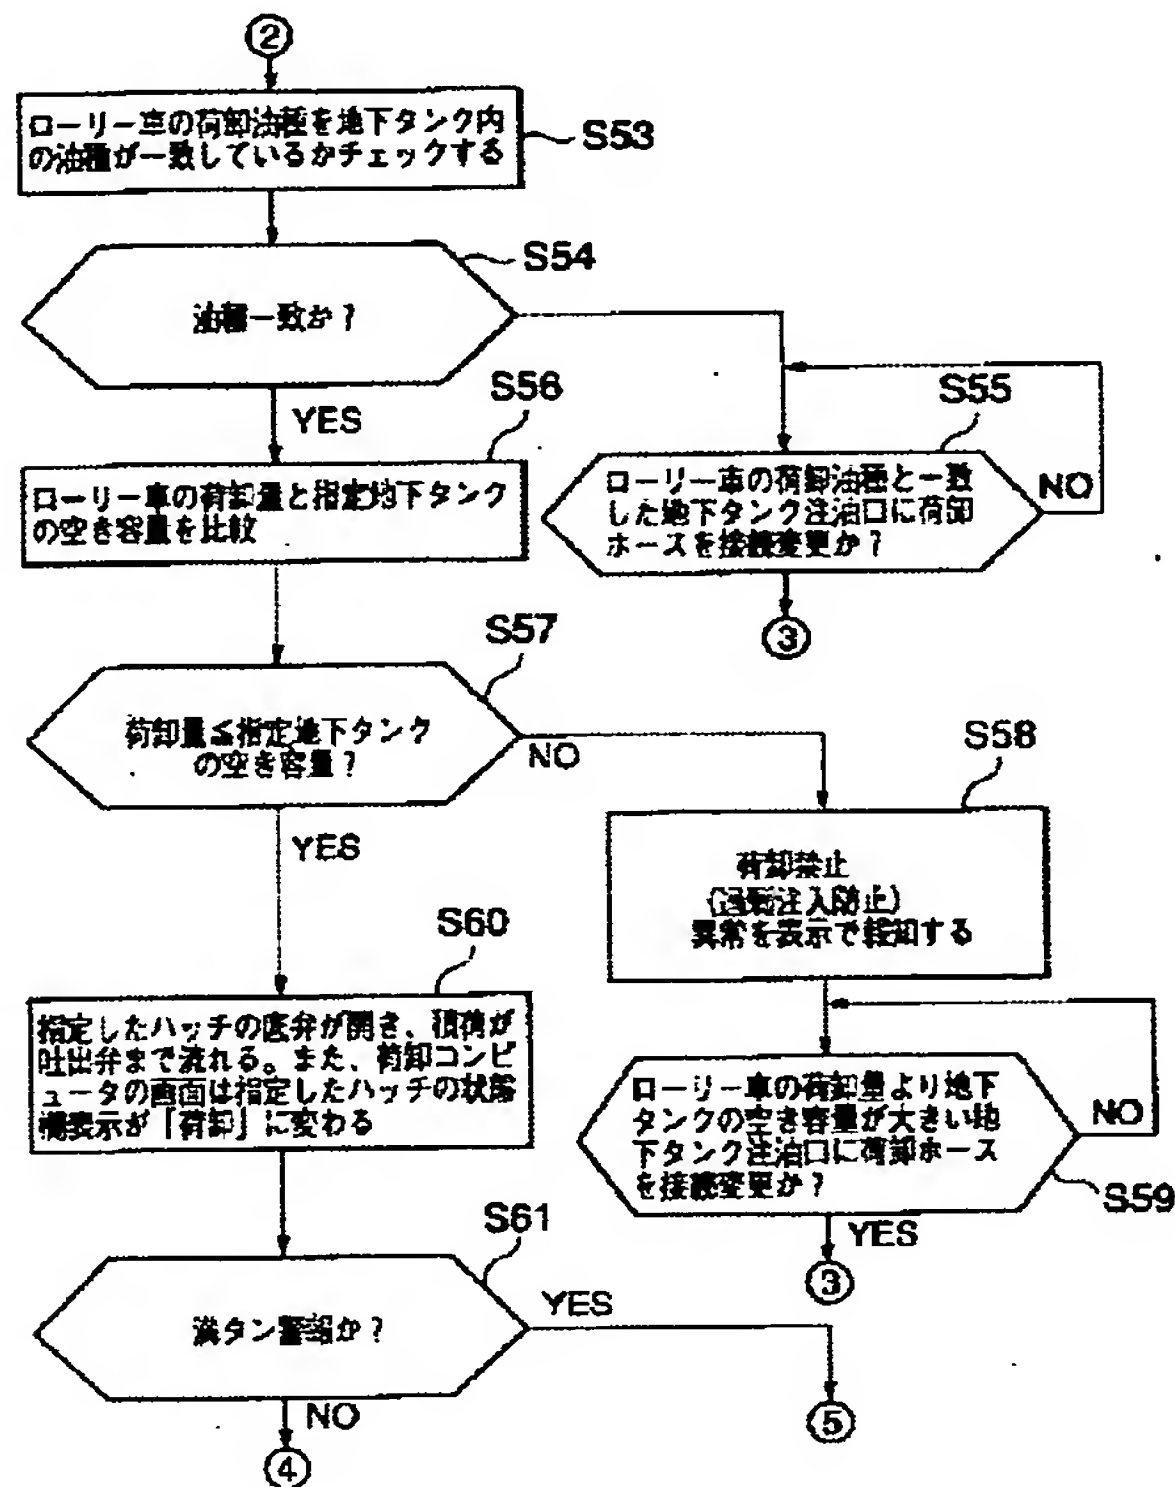 ②
ローリー車の荷卸油種を地下タンク内
の油種が一致しているかチェックする
S53
S54
油種一致か?
YES
S56
ローリー車の荷卸量と指定地下タンク
の空き容量を比較
S55
ローリー車の荷卸油種と一致
した地下タンク注油口に荷卸
ホースを接続変更か?
NO
③
S57
荷卸量≦指定地下タンク
の空き容量?
NO
YES
S58
荷卸禁止
(過剰注入防止)
異常を表示で報知する
S60
指定したハッチの底弁が開き、積荷が
吐出弁まで流れる。また、荷卸コンピ
ュータの画面は指定したハッチの状態
欄表示が「荷卸」に変わる
ローリー車の荷卸量より地下
タンクの空き容量が大きい地
下タンク注油口に荷卸ホース
を接続変更か?
NO
S59
YES
③
S61
満タン警報か?
YES
⑤
NO
④